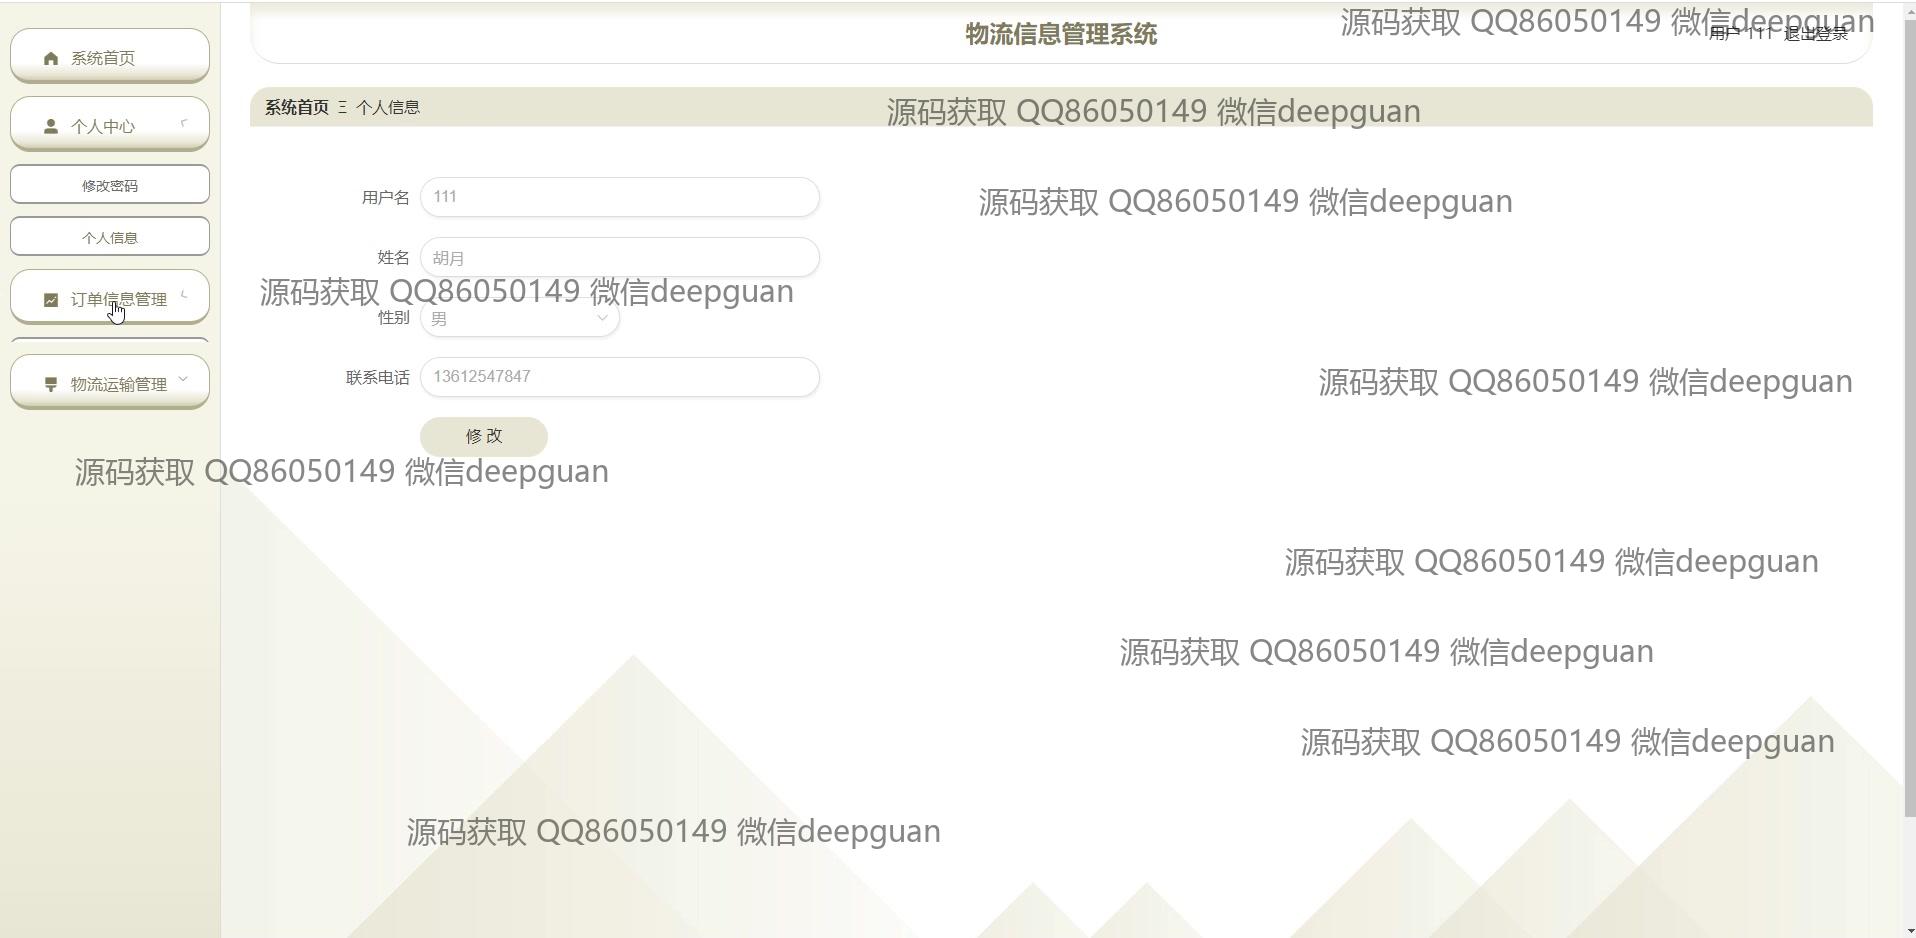 物流信息管理系统
源码获取 QQ86050149 微信deepguan
用户 111 退出登录
系统首页
个人中心
修改密码
个人信息
订单信息管理
物流运输管理
系统首页 Ξ 个人信息
源码获取 QQ86050149 微信deepguan
用户名 111
源码获取 QQ86050149 微信deepguan
姓名 胡月
源码获取 QQ86050149 微信deepguan
性别 男
联系电话 13612547847
源码获取 QQ86050149 微信deepguan
修 改
源码获取 QQ86050149 微信deepguan
源码获取 QQ86050149 微信deepguan
源码获取 QQ86050149 微信deepguan
源码获取 QQ86050149 微信deepguan
源码获取 QQ86050149 微信deepguan